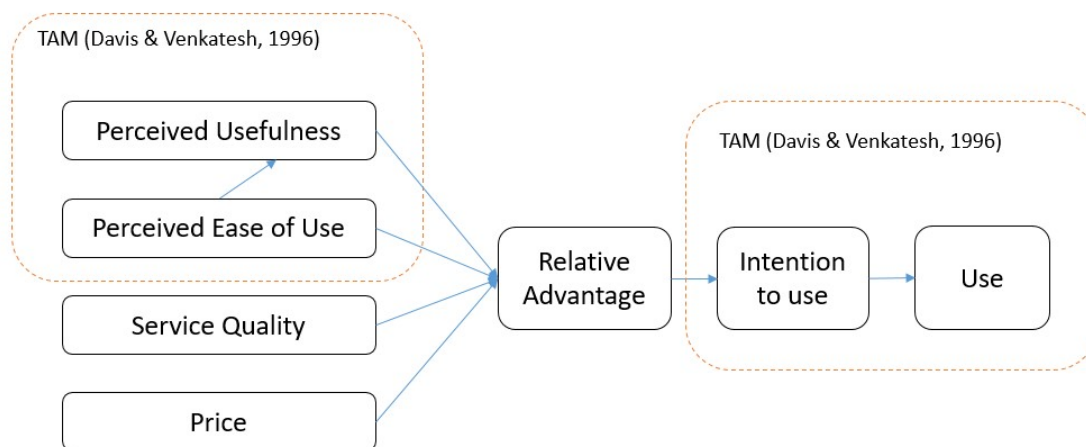 TAM (Davis & Venkatesh, 1996)
Perceived Usefulness
Perceived Ease of Use
Service Quality
Price
Relative
Advantage
TAM (Davis & Venkatesh, 1996)
Intention
to use
Use